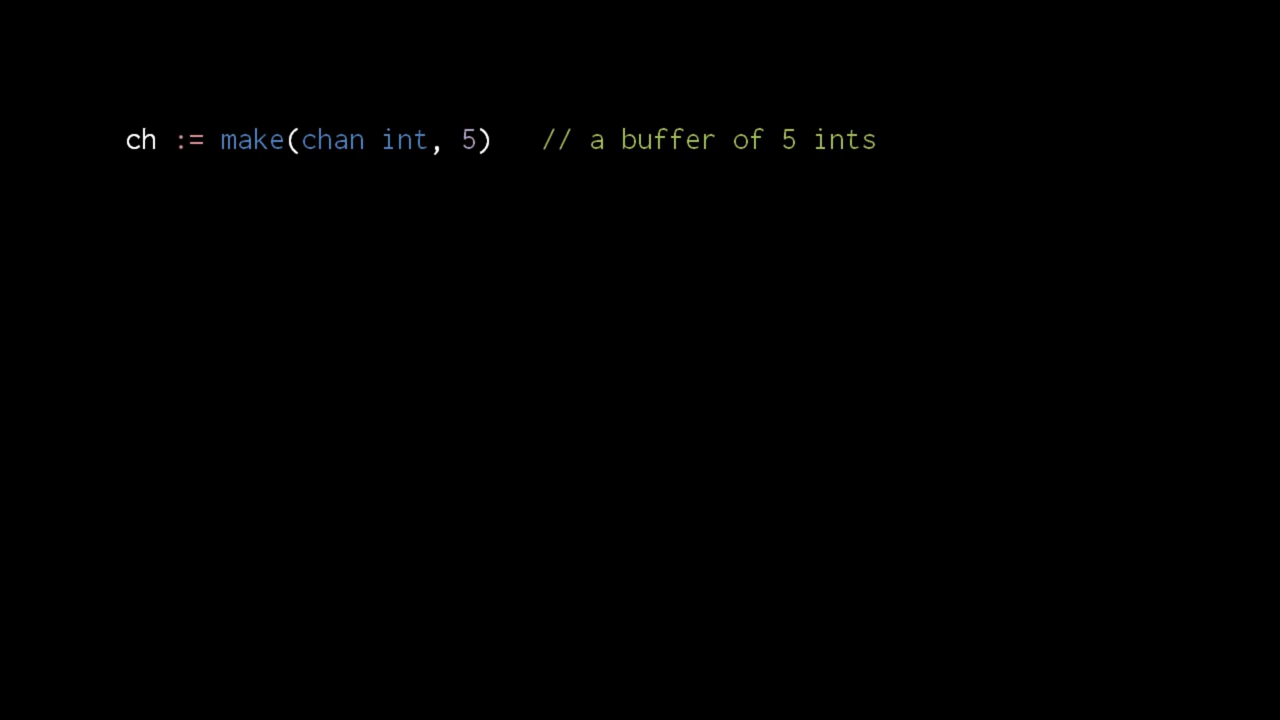 ch := make(chan int, 5)   // a buffer of 5 ints